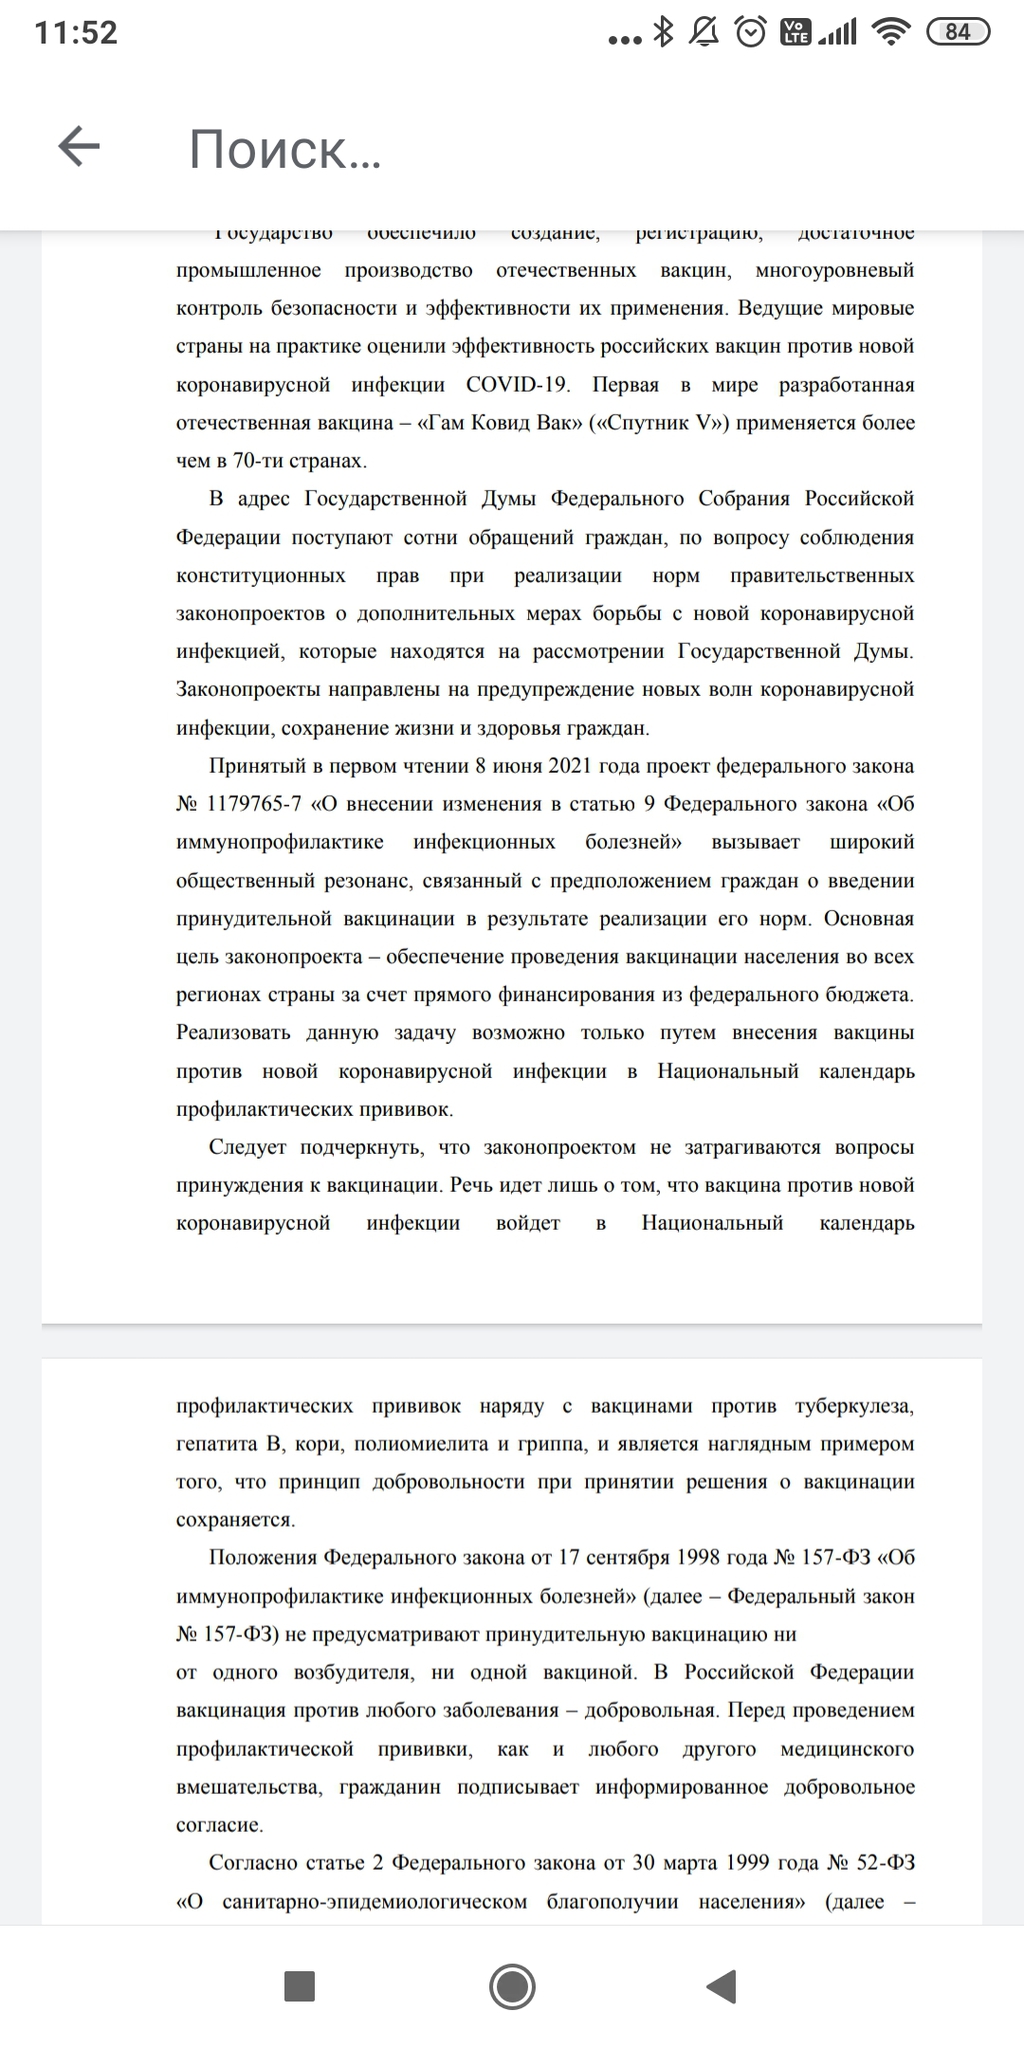 11:52
Vo LTE
84
Поиск...
Государство обеспечило создание, регистрацию, достаточное
промышленное производство отечественных вакцин, многоуровневый
контроль безопасности и эффективности их применения. Ведущие мировые
страны на практике оценили эффективность российских вакцин против новой
коронавирусной инфекции COVID-19. Первая в мире разработанная
отечественная вакцина – «Гам Ковид Вак» («Спутник V») применяется более
чем в 70-ти странах.
В адрес Государственной Думы Федерального Собрания Российской
Федерации поступают сотни обращений граждан, по вопросу соблюдения
конституционных прав при реализации норм правительственных
законопроектов о дополнительных мерах борьбы с новой коронавирусной
инфекцией, которые находятся на рассмотрении Государственной Думы.
Законопроекты направлены на предупреждение новых волн коронавирусной
инфекции, сохранение жизни и здоровья граждан.
Принятый в первом чтении 8 июня 2021 года проект федерального закона
№ 1179765-7 «О внесении изменения в статью 9 Федерального закона «Об
иммунопрофилактике инфекционных болезней» вызывает широкий
общественный резонанс, связанный с предположением граждан о введении
принудительной вакцинации в результате реализации его норм. Основная
цель законопроекта – обеспечение проведения вакцинации населения во всех
регионах страны за счет прямого финансирования из федерального бюджета.
Реализовать данную задачу возможно только путем внесения вакцины
против новой коронавирусной инфекции в Национальный календарь
профилактических прививок.
Следует подчеркнуть, что законопроектом не затрагиваются вопросы
принуждения к вакцинации. Речь идет лишь о том, что вакцина против новой
коронавирусной инфекции войдет в Национальный календарь
профилактических прививок наряду с вакцинами против туберкулеза,
гепатита В, кори, полиомиелита и гриппа, и является наглядным примером
того, что принцип добровольности при принятии решения о вакцинации
сохраняется.
Положения Федерального закона от 17 сентября 1998 года № 157-ФЗ «Об
иммунопрофилактике инфекционных болезней» (далее – Федеральный закон
№ 157-ФЗ) не предусматривают принудительную вакцинацию ни
от одного возбудителя, ни одной вакциной. В Российской Федерации
вакцинация против любого заболевания – добровольная. Перед проведением
профилактической прививки, как и любого другого медицинского
вмешательства, гражданин подписывает информированное добровольное
согласие.
Согласно статье 2 Федерального закона от 30 марта 1999 года № 52-ФЗ
«О санитарно-эпидемиологическом благополучии населения» (далее –